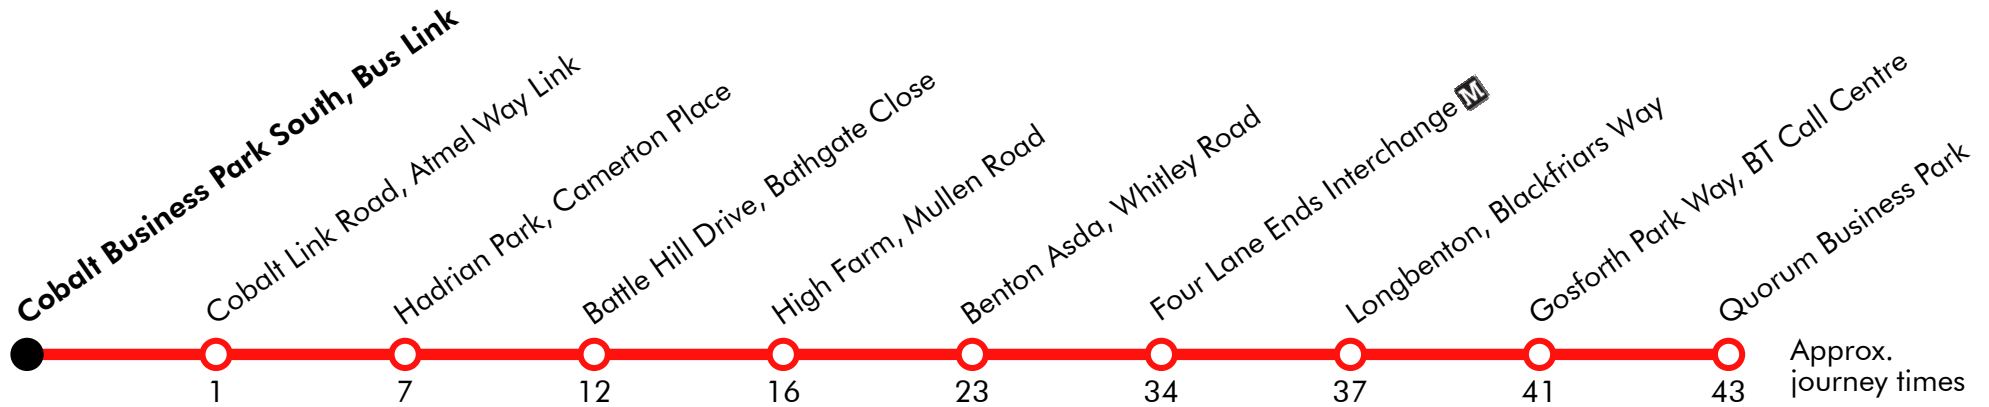 Cobalt Business Park South, Bus Link
Cobalt Link Road, Atmel Way Link
Hadrian Park, Camerton Place
Battle Hill Drive, Bathgate Close
High Farm, Mullen Road
Benton Asda, Whitley Road
Four Lane Ends Interchange M
Longbenton, Blackfriars Way
Gosforth Park Way, BT Call Centre
Quorum Business Park
1 7 12 16 23 34 37 41 43
Approx.
journey times